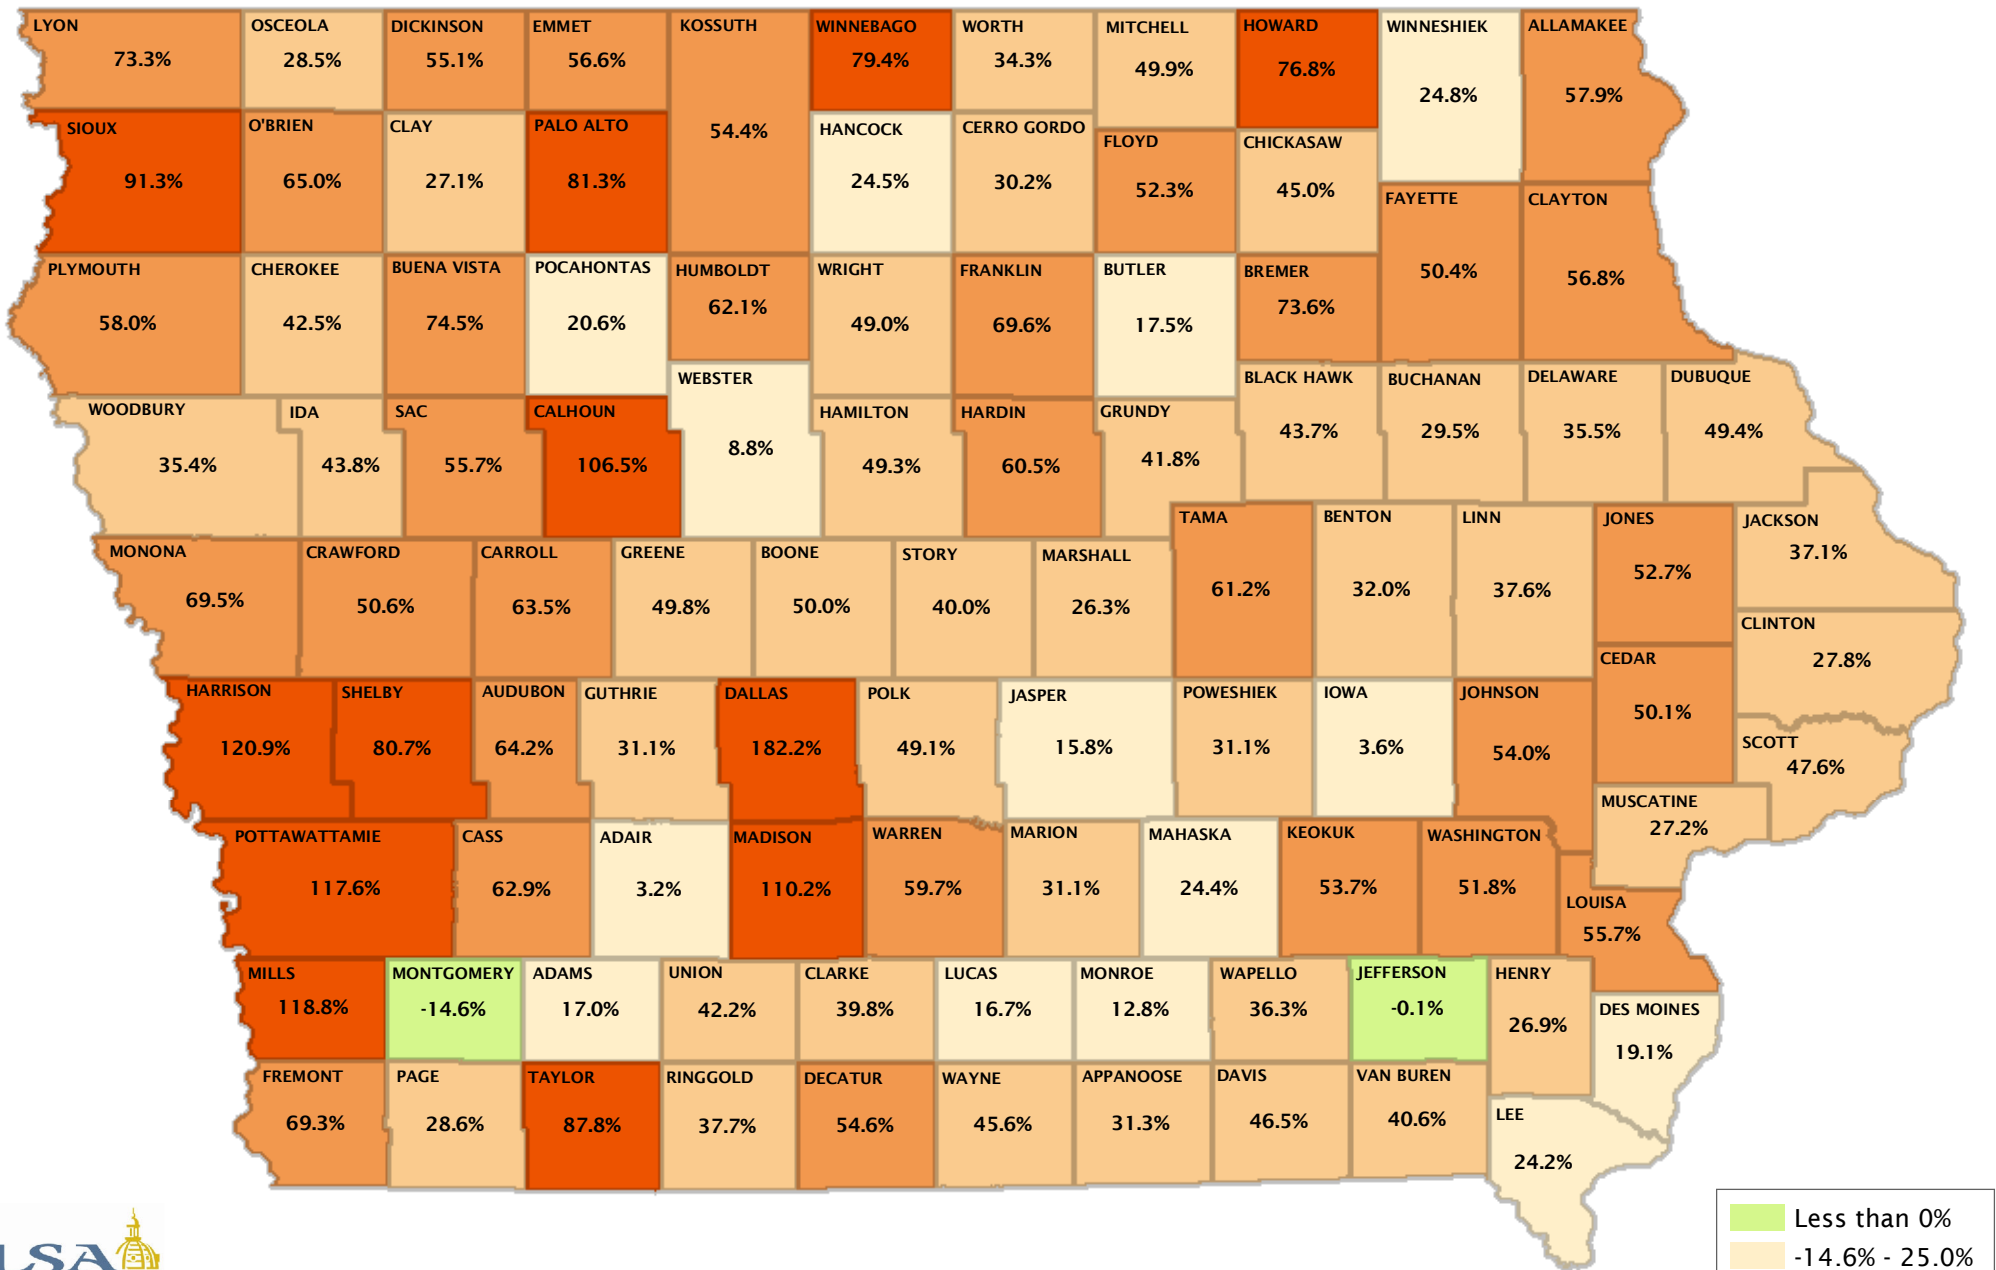 LYON
73.3%
OSCEOLA
28.5%
DICKINSON
55.1%
EMMET
56.6%
KOSSUTH
54.4%
WINNEBAGO
79.4%
WORTH
34.3%
MITCHELL
49.9%
HOWARD
76.8%
WINNESHIEK
24.8%
ALLAMAKEE
57.9%
SIOUX
91.3%
O'BRIEN
65.0%
CLAY
27.1%
PALO ALTO
81.3%
HANCOCK
24.5%
CERRO GORDO
30.2%
FLOYD
52.3%
CHICKASAW
45.0%
FAYETTE
50.4%
CLAYTON
56.8%
PLYMOUTH
58.0%
CHEROKEE
42.5%
BUENA VISTA
74.5%
POCAHONTAS
20.6%
HUMBOLDT
62.1%
WRIGHT
49.0%
FRANKLIN
69.6%
BUTLER
17.5%
BREMER
73.6%
WOODBURY
35.4%
IDA
43.8%
SAC
55.7%
CALHOUN
106.5%
WEBSTER
8.8%
HAMILTON
49.3%
HARDIN
60.5%
GRUNDY
41.8%
BLACK HAWK
43.7%
BUCHANAN
29.5%
DELAWARE
35.5%
DUBUQUE
49.4%
MONONA
69.5%
CRAWFORD
50.6%
CARROLL
63.5%
GREENE
49.8%
BOONE
50.0%
STORY
40.0%
MARSHALL
26.3%
TAMA
61.2%
BENTON
32.0%
LINN
37.6%
JONES
52.7%
JACKSON
37.1%
CLINTON
27.8%
HARRISON
120.9%
SHELBY
80.7%
AUDUBON
64.2%
GUTHRIE
31.1%
DALLAS
182.2%
POLK
49.1%
JASPER
15.8%
POWESHIEK
31.1%
IOWA
3.6%
JOHNSON
54.0%
CEDAR
50.1%
SCOTT
47.6%
MUSCATINE
27.2%
POTTAWATTAMIE
117.6%
CASS
62.9%
ADAIR
3.2%
MADISON
110.2%
WARREN
59.7%
MARION
31.1%
MAHASKA
24.4%
KEOKUK
53.7%
WASHINGTON
51.8%
LOUISA
55.7%
MILLS
118.8%
MONTGOMERY
-14.6%
ADAMS
17.0%
UNION
42.2%
CLARKE
39.8%
LUCAS
16.7%
MONROE
12.8%
WAPELLO
36.3%
JEFFERSON
-0.1%
HENRY
26.9%
DES MOINES
19.1%
FREMONT
69.3%
PAGE
28.6%
TAYLOR
87.8%
RINGGOLD
37.7%
DECATUR
54.6%
WAYNE
45.6%
APPANOOSE
31.3%
DAVIS
46.5%
VAN BUREN
40.6%
LEE
24.2%
LSA
Less than 0%
-14.6% - 25.0%